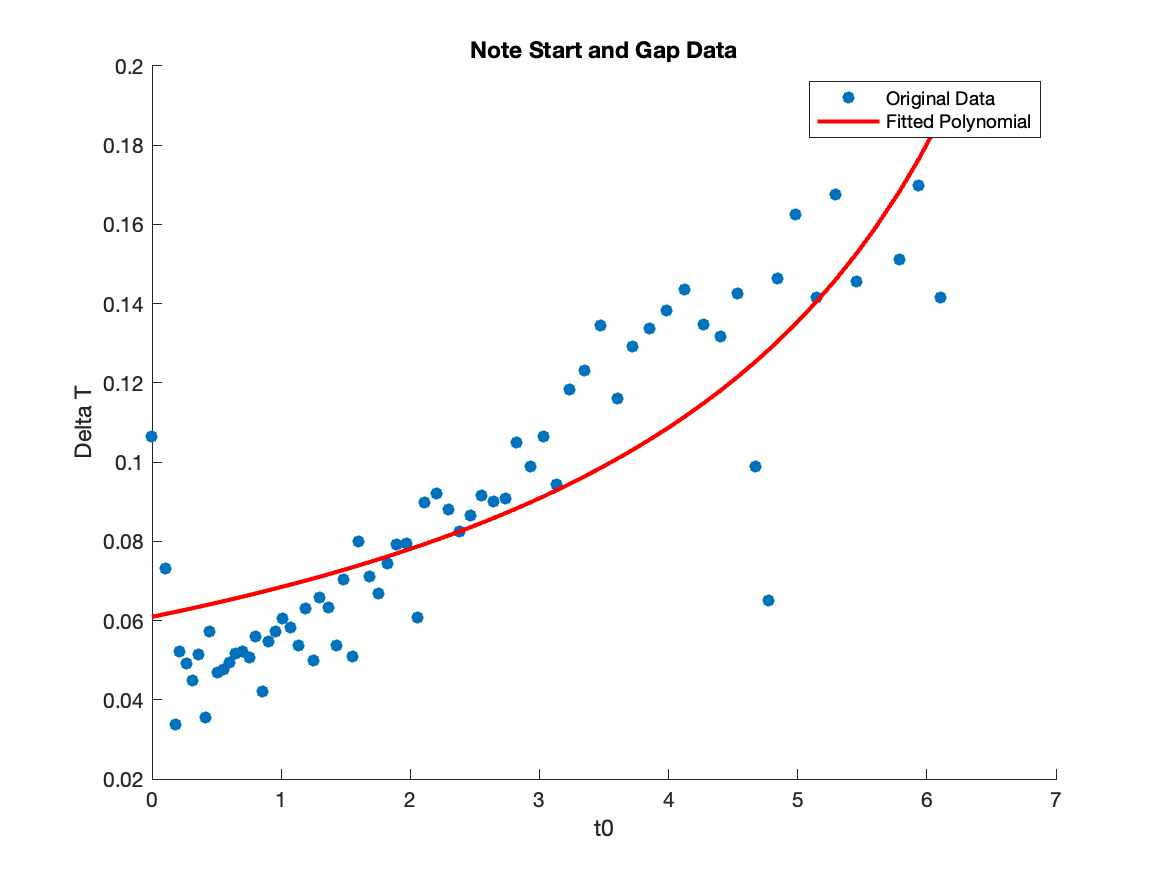 Note Start and Gap Data
0.2
0.18
0.16
0.14
0.12
0.1
0.08
0.06
0.04
0.02
Delta T
Original Data
Fitted Polynomial
0 1 2 3 4 5 6 7
t0